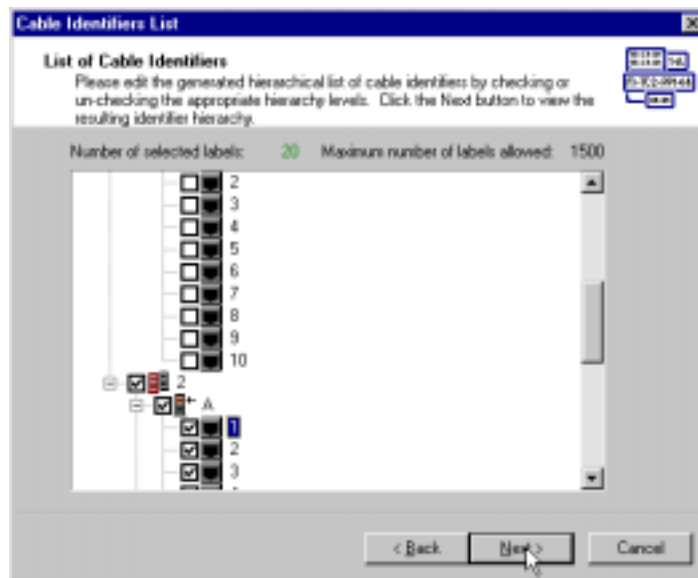 Cable Identifiers List
List of Cable Identifiers
Please edit the generated hierarchical list of cable identifiers by checking or
un-checking the appropriate hierarchy levels. Click the Next button to view the
resulting identifier hierarchy.
Number of selected labels: 20 Maximum number of labels allowed: 1500
2
3
4
5
6
7
8
9
10
2
A
1
2
3
< Back Next > Cancel